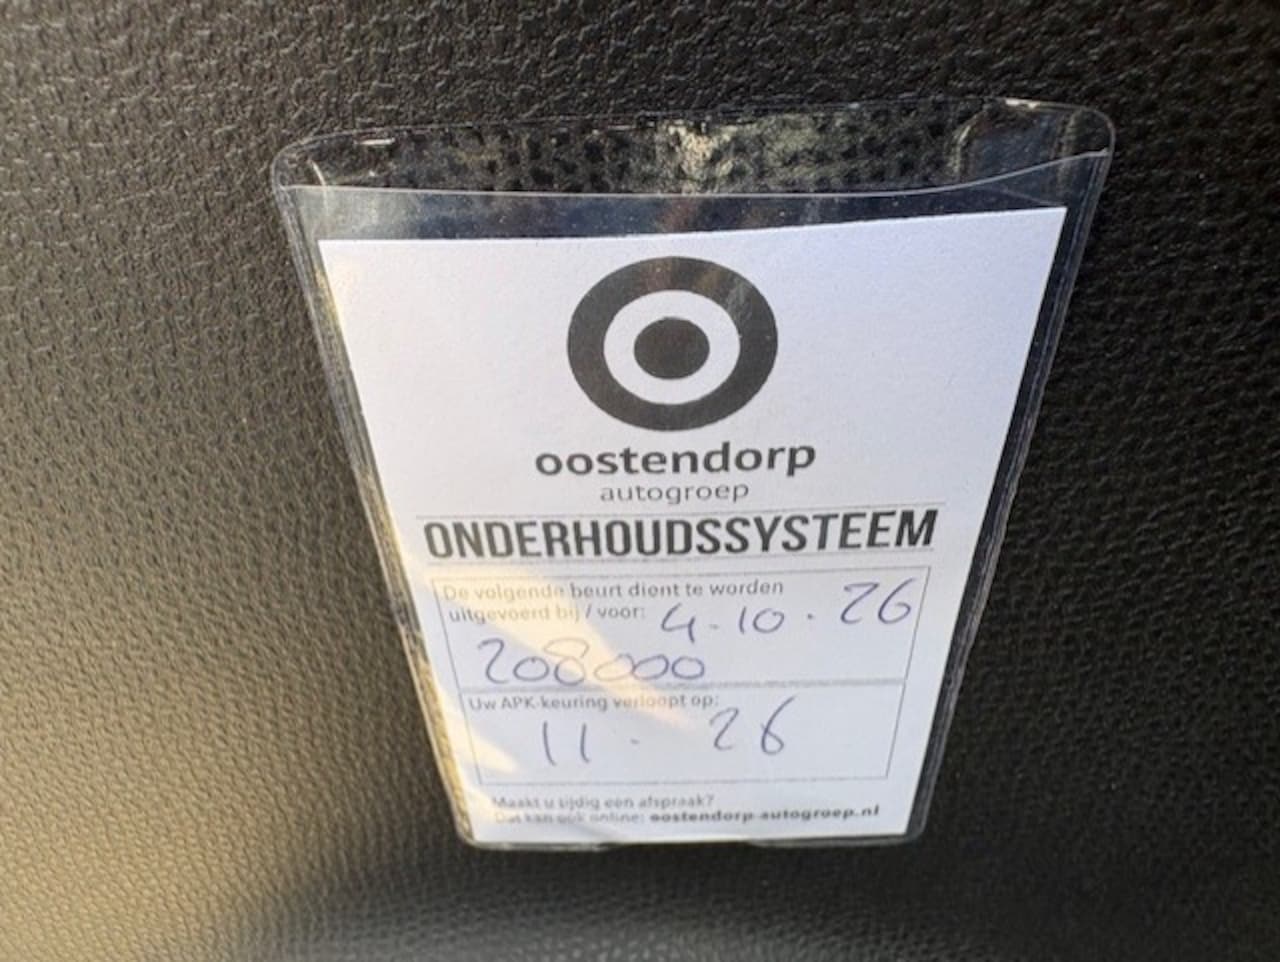 oostendorp
autogroep
ONDERHOUDSSYSTEEM
De volgende beurt dient te worden
uitgevoerd bij / voor: 4-10.26
208000
Uw APK-keuring verloopt op:
11. 26
Maakt u tijdig een afspraak?
Dat kan ook online: oostendorp-autogroep.nl